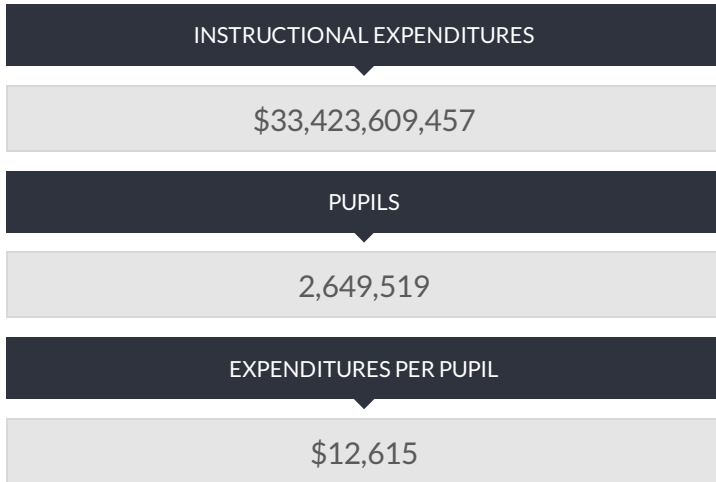 INSTRUCTIONAL EXPENDITURES
$33,423,609,457
PUPILS
2,649,519
EXPENDITURES PER PUPIL
$12,615